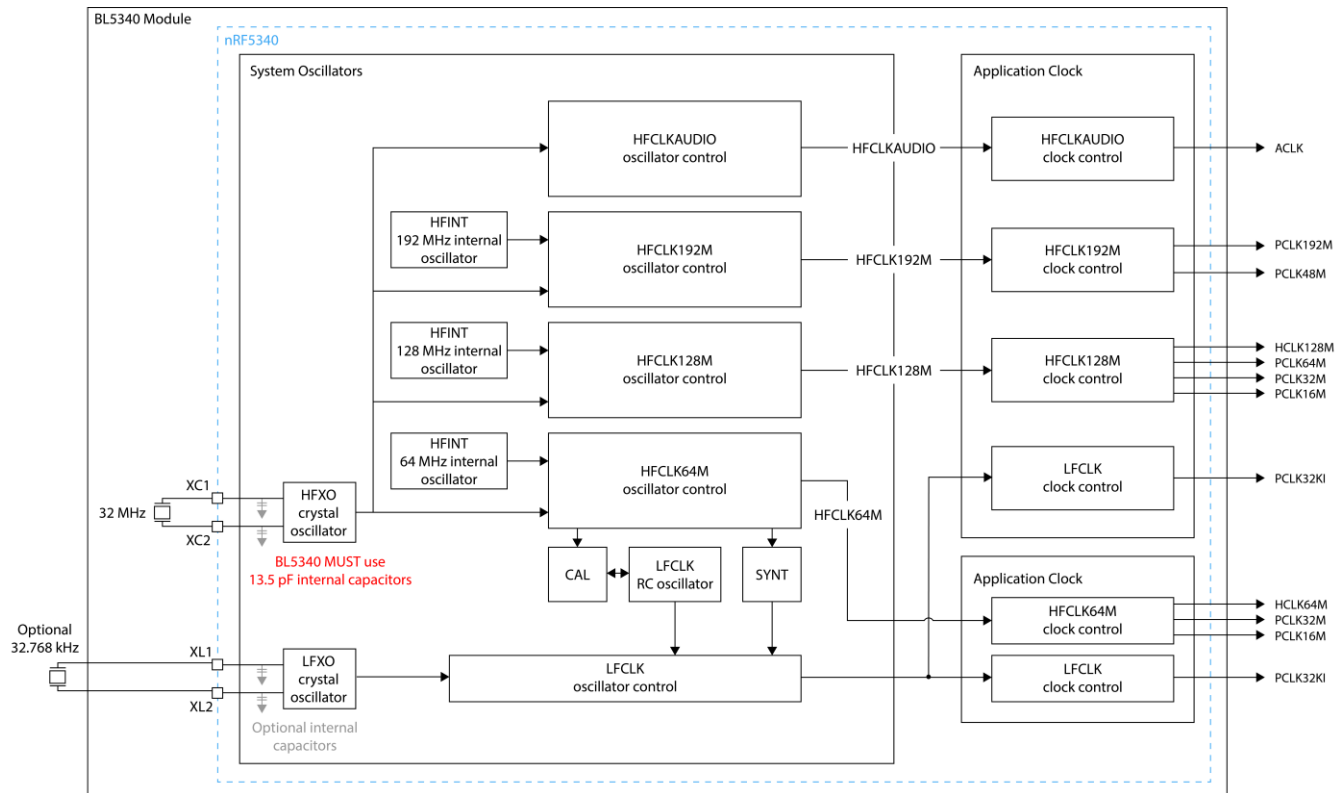 BL5340 Module
nRF5340
System Oscillators
Application Clock
HFCLKAUDIO
oscillator control
HFCLKAUDIO
HFCLKAUDIO
clock control
ACLK
HFINT
192 MHz internal
oscillator
HFCLK192M
oscillator control
HFCLK192M
HFCLK192M
clock control
PCLK192M
PCLK48M
HFINT
128 MHz internal
oscillator
HFCLK128M
oscillator control
HFCLK128M
HFCLK128M
clock control
HCLK128M
PCLK64M
PCLK32M
PCLK16M
HFINT
64 MHz internal
oscillator
HFCLK64M
oscillator control
HFCLK64M
LFCLK
clock control
PCLK32KI
XC1
32 MHz
XC2
HFXO
crystal
oscillator
BL5340 MUST use
13.5 pF internal capacitors
CAL
LFCLK
RC oscillator
SYNT
Application Clock
HFCLK64M
clock control
HCLK64M
PCLK32M
PCLK16M
Optional
32.768 kHz
XL1
XL2
LFXO
crystal
oscillator
Optional internal
capacitors
LFCLK
oscillator control
LFCLK
clock control
PCLK32KI